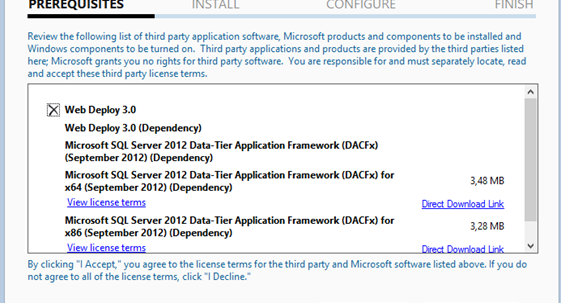 PREREQUISITES INSTALL CONFIGURE FINISH
Review the following list of third party application software, Microsoft products and components to be installed and
Windows components to be turned on.  Third party applications and products are provided by the third parties listed
here; Microsoft grants you no rights for third party software.  You are responsible for and must separately locate, read
and accept these third party license terms.
Web Deploy 3.0
Web Deploy 3.0 (Dependency)
Microsoft SQL Server 2012 Data-Tier Application Framework (DACFx)
(September 2012) (Dependency)
Microsoft SQL Server 2012 Data-Tier Application Framework (DACFx) for
x64 (September 2012) (Dependency) 3,48 MB
View license terms Direct Download Link
Microsoft SQL Server 2012 Data-Tier Application Framework (DACFx) for
x86 (September 2012) (Dependency) 3,28 MB
View license terms Direct Download Link
By clicking "I Accept," you agree to the license terms for the third party and Microsoft software listed above. If you do
not agree to all of the license terms, click "I Decline."